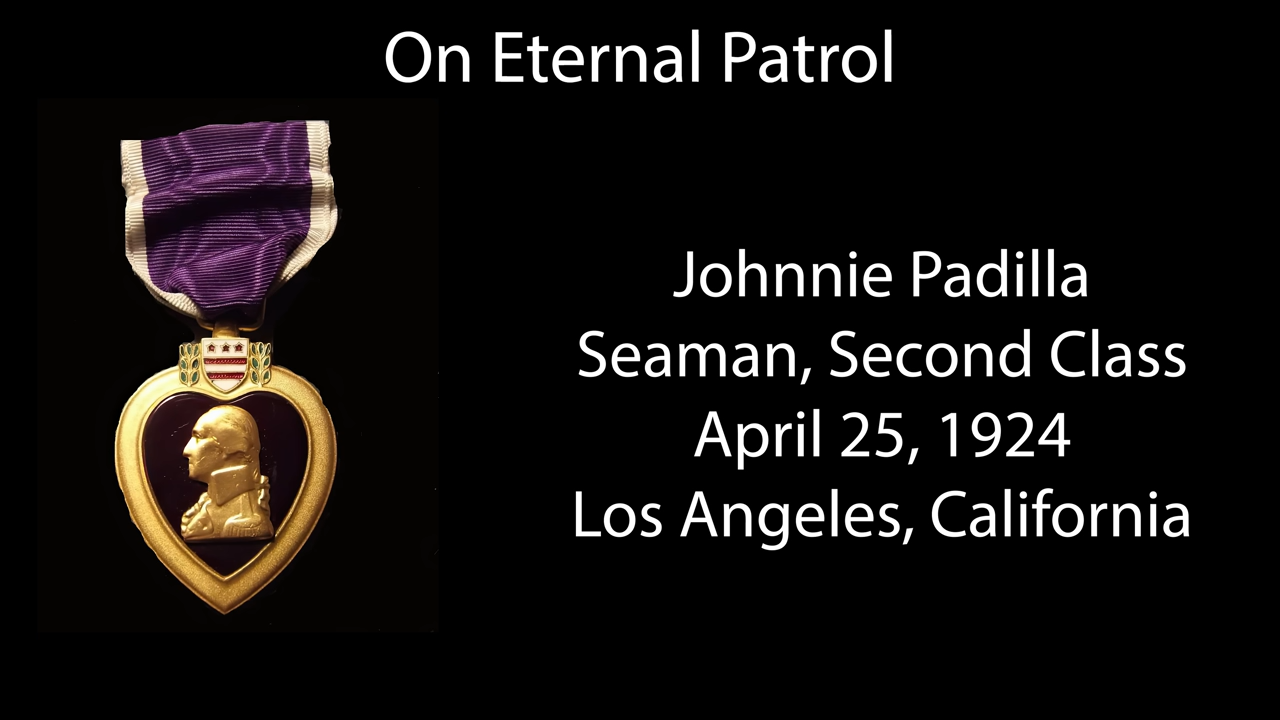 On Eternal Patrol
Johnnie Padilla
Seaman, Second Class
April 25, 1924
Los Angeles, California